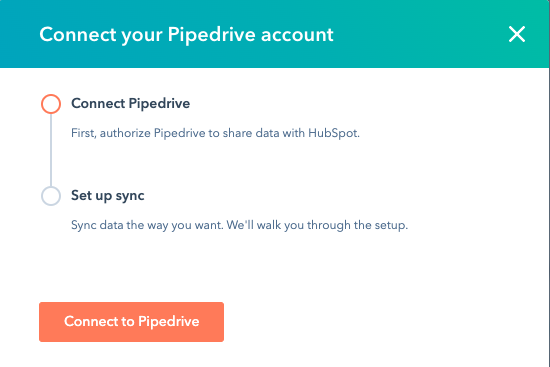 Connect your Pipedrive account
Connect Pipedrive
First, authorize Pipedrive to share data with HubSpot.
Set up sync
Sync data the way you want. We'll walk you through the setup.
Connect to Pipedrive